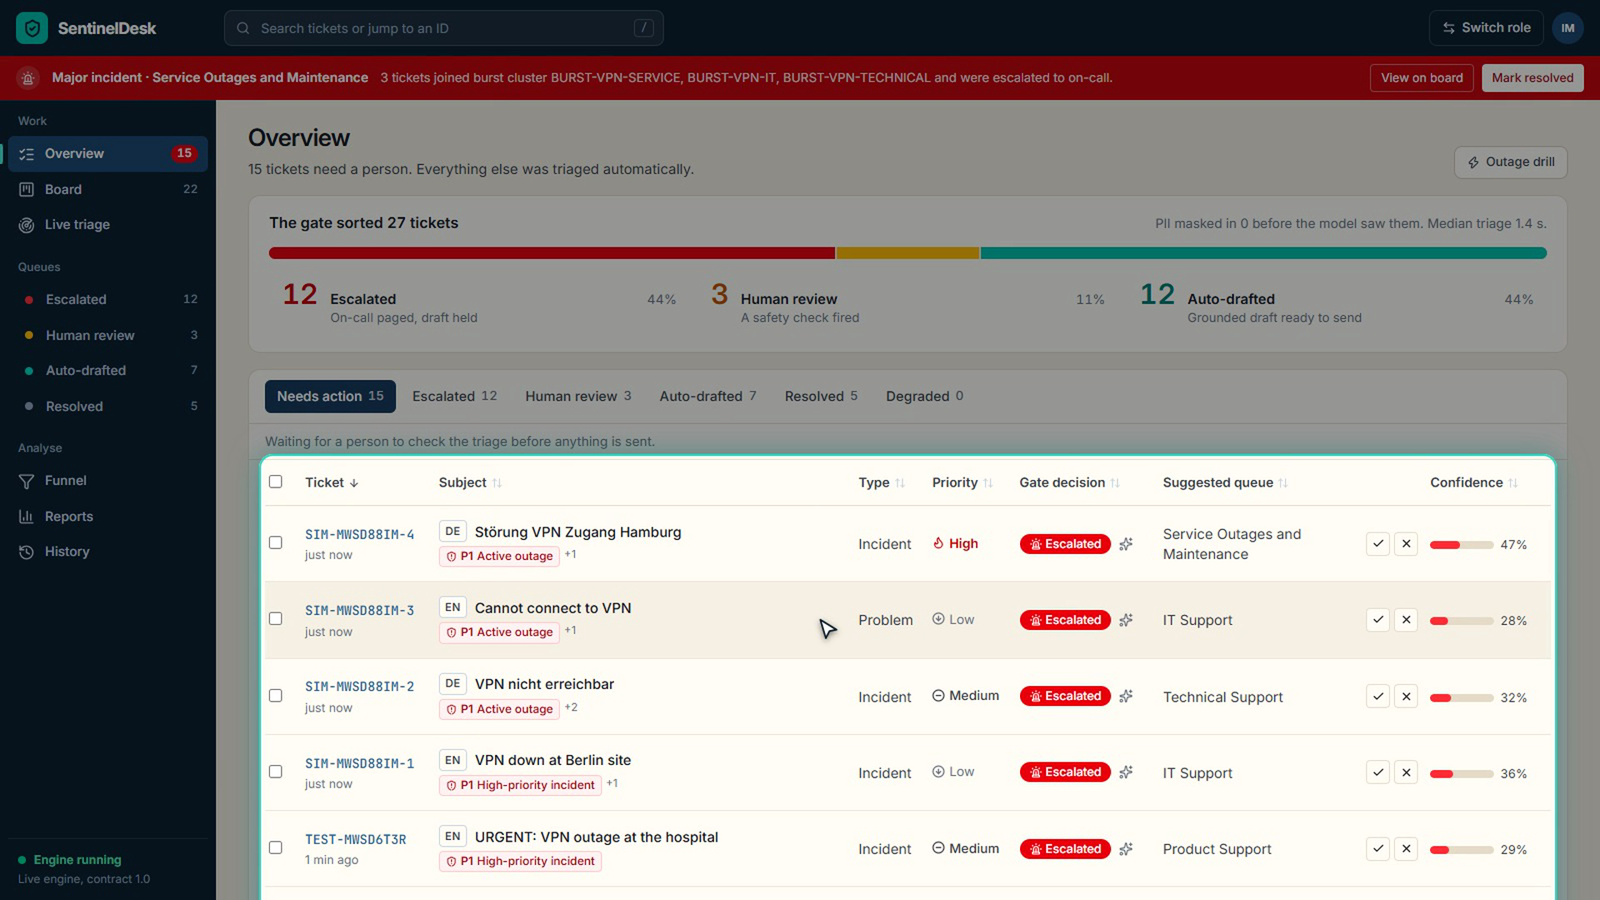 SentinelDesk
Search tickets or jump to an ID /
Switch role
IM
Major incident · Service Outages and Maintenance 3 tickets joined burst cluster BURST-VPN-SERVICE, BURST-VPN-IT, BURST-VPN-TECHNICAL and were escalated to on-call.
View on board
Mark resolved
Work
Overview 15
Board 22
Live triage
Queues
Escalated 12
Human review 3
Auto-drafted 7
Resolved 5
Analyse
Funnel
Reports
History
Engine running
Live engine, contract 1.0
Overview
15 tickets need a person. Everything else was triaged automatically.
Outage drill
The gate sorted 27 tickets
PII masked in 0 before the model saw them. Median triage 1.4 s.
12 Escalated 44%
On-call paged, draft held
3 Human review 11%
A safety check fired
12 Auto-drafted 44%
Grounded draft ready to send
Needs action 15 Escalated 12 Human review 3 Auto-drafted 7 Resolved 5 Degraded 0
Waiting for a person to check the triage before anything is sent.
Ticket Subject Type Priority Gate decision Suggested queue Confidence
SIM-MWSD88IM-4 DE Störung VPN Zugang Hamburg
just now P1 Active outage +1
Incident High Escalated Service Outages and
Maintenance
47%
SIM-MWSD88IM-3 EN Cannot connect to VPN
just now P1 Active outage +1
Problem Low Escalated IT Support 28%
SIM-MWSD88IM-2 DE VPN nicht erreichbar
just now P1 Active outage +2
Incident Medium Escalated Technical Support 32%
SIM-MWSD88IM-1 EN VPN down at Berlin site
just now P1 High-priority incident +1
Incident Low Escalated IT Support 36%
TEST-MWSD6T3R EN URGENT: VPN outage at the hospital
1 min ago P1 High-priority incident
Incident Medium Escalated Product Support 29%